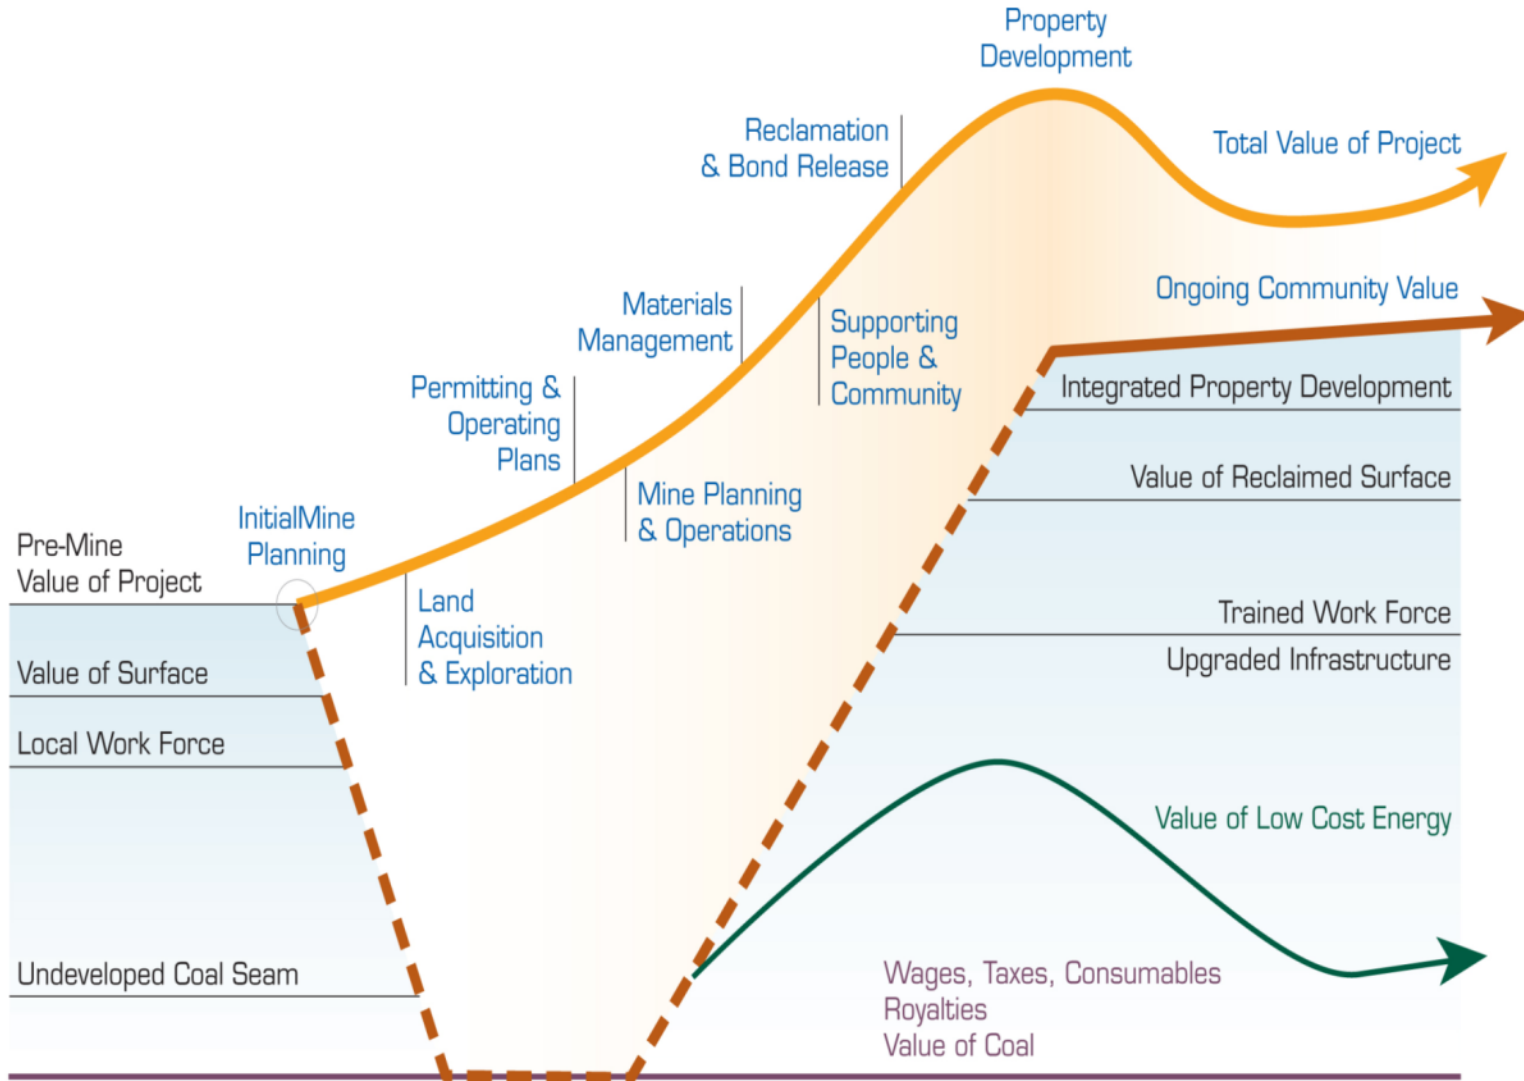 Property
Development
Reclamation
& Bond Release
Total Value of Project
Materials
Management
Ongoing Community Value
Supporting
People &
Community
Permitting &
Operating
Plans
Integrated Property Development
Mine Planning
& Operations
Value of Reclaimed Surface
InitialMine
Planning
Pre-Mine
Value of Project
Land
Acquisition
& Exploration
Trained Work Force
Upgraded Infrastructure
Value of Surface
Local Work Force
Value of Low Cost Energy
Undeveloped Coal Seam
Wages, Taxes, Consumables
Royalties
Value of Coal